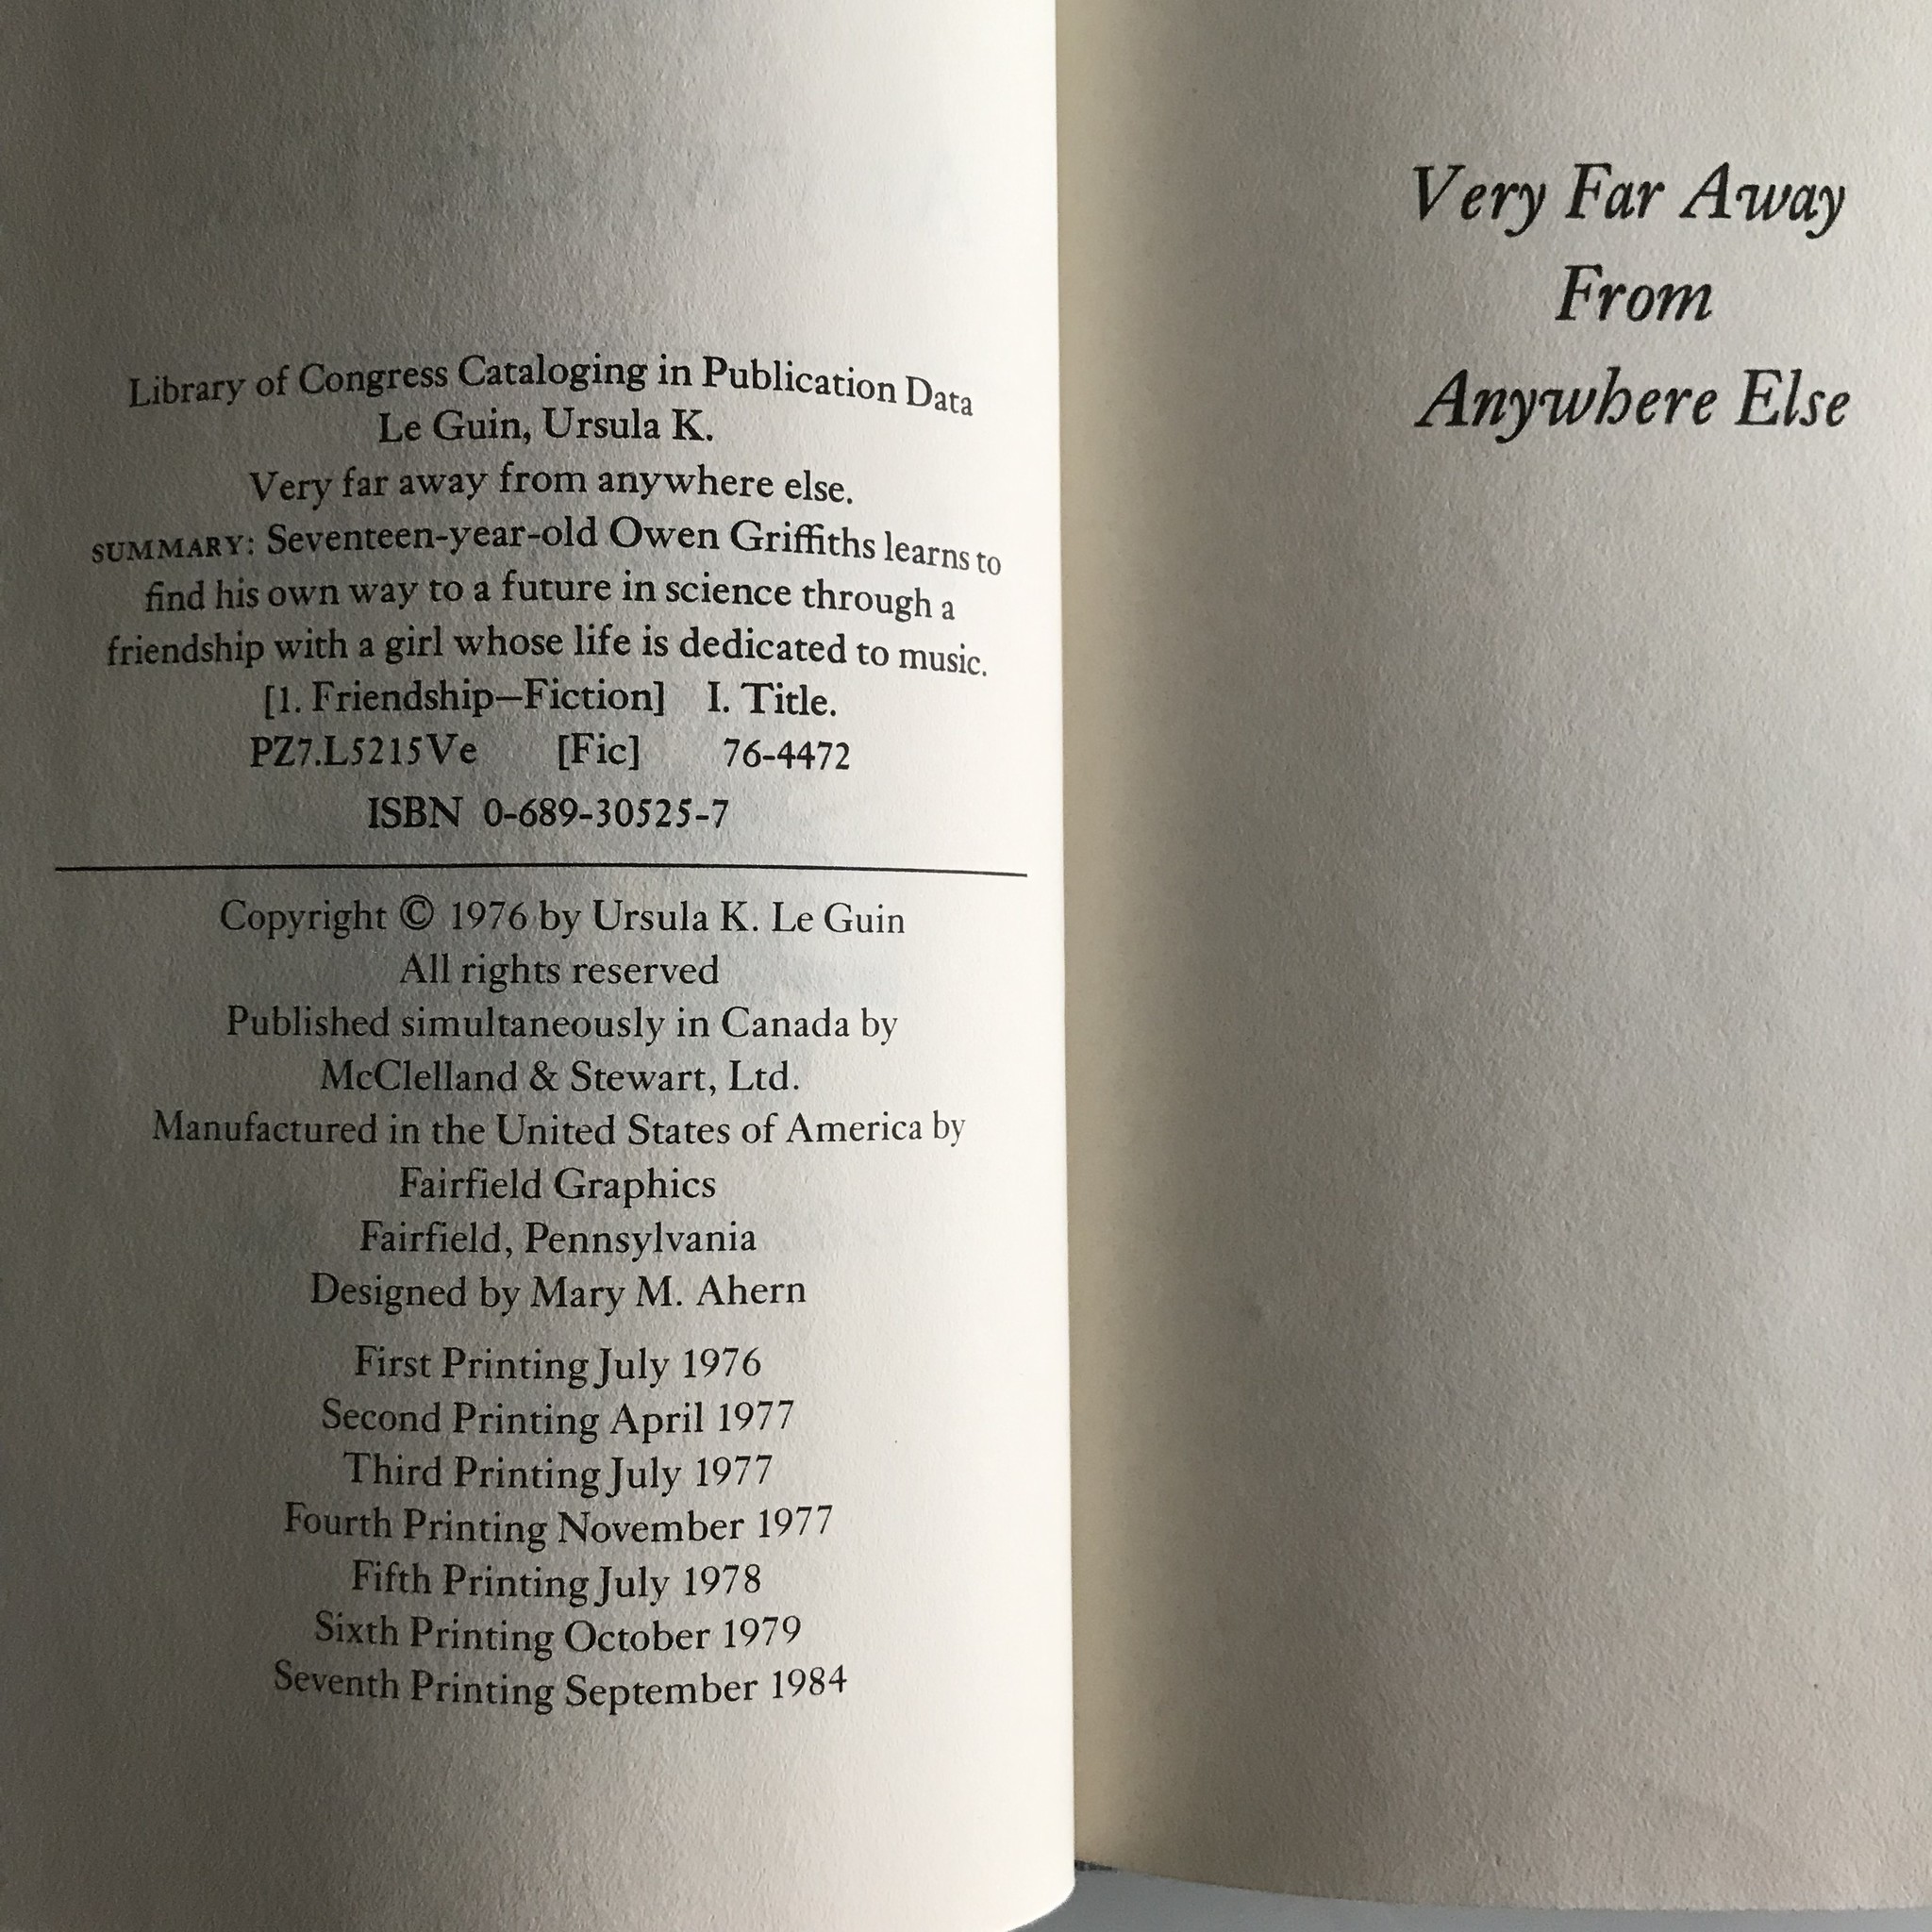 Library of Congress Cataloging in Publication Data
Le Guin, Ursula K.
Very far away from anywhere else.
SUMMARY: Seventeen-year-old Owen Griffiths learns to
find his own way to a future in science through a
friendship with a girl whose life is dedicated to music.
[1. Friendship—Fiction] I. Title.
PZ7.L5215Ve [Fic] 76-4472
ISBN 0-689-30525-7
Copyright © 1976 by Ursula K. Le Guin
All rights reserved
Published simultaneously in Canada by
McClelland & Stewart, Ltd.
Manufactured in the United States of America by
Fairfield Graphics
Fairfield, Pennsylvania
Designed by Mary M. Ahern
First Printing July 1976
Second Printing April 1977
Third Printing July 1977
Fourth Printing November 1977
Fifth Printing July 1978
Sixth Printing October 1979
Seventh Printing September 1984
Very Far Away
From
Anywhere Else